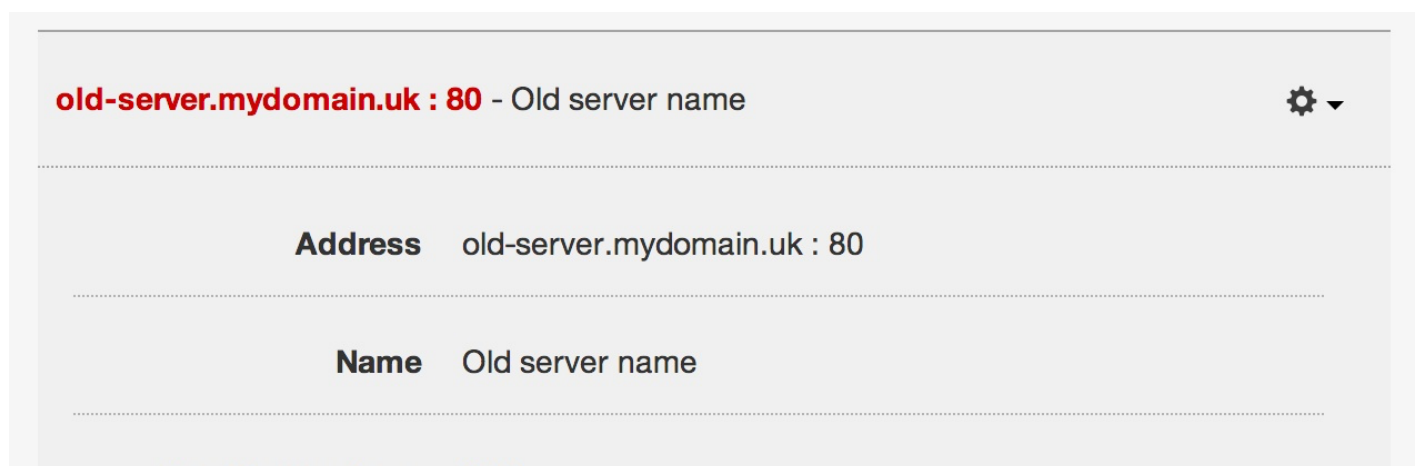 old-server.mydomain.uk : 80 - Old server name
Address old-server.mydomain.uk : 80
Name Old server name